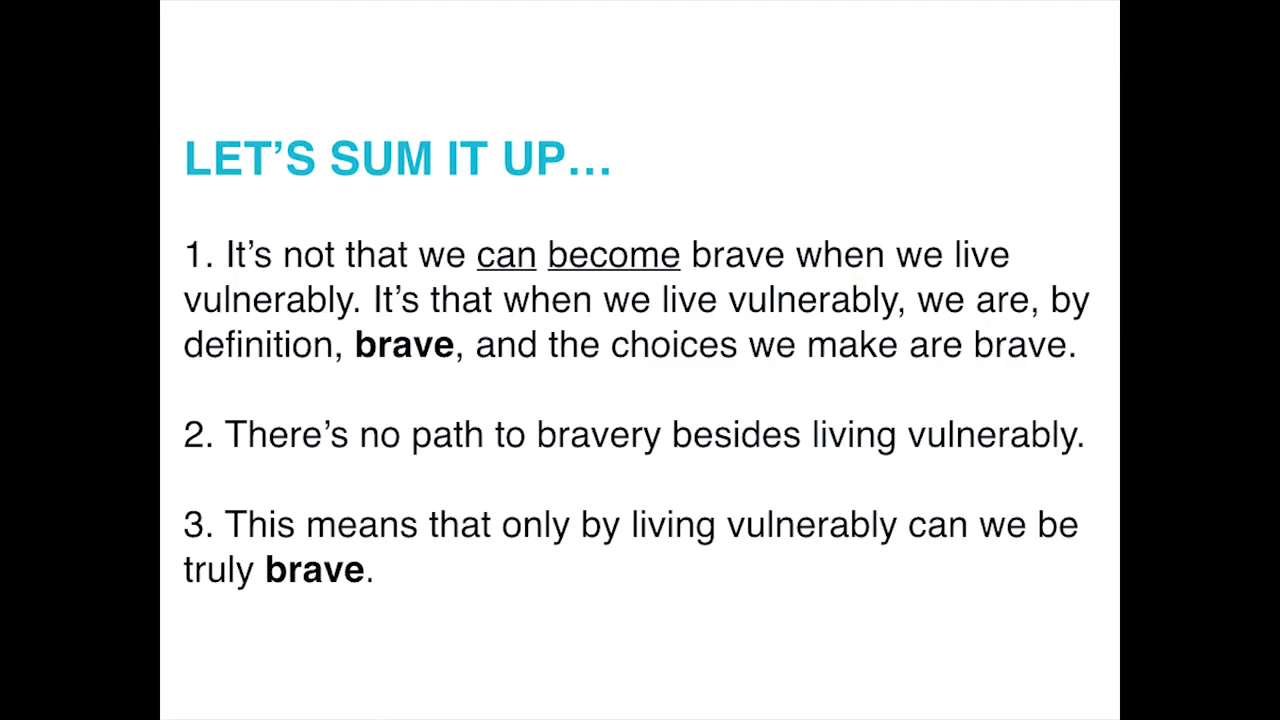 LET’S SUM IT UP…
1. It’s not that we can become brave when we live
vulnerably. It’s that when we live vulnerably, we are, by
definition, brave, and the choices we make are brave.
2. There’s no path to bravery besides living vulnerably.
3. This means that only by living vulnerably can we be
truly brave.